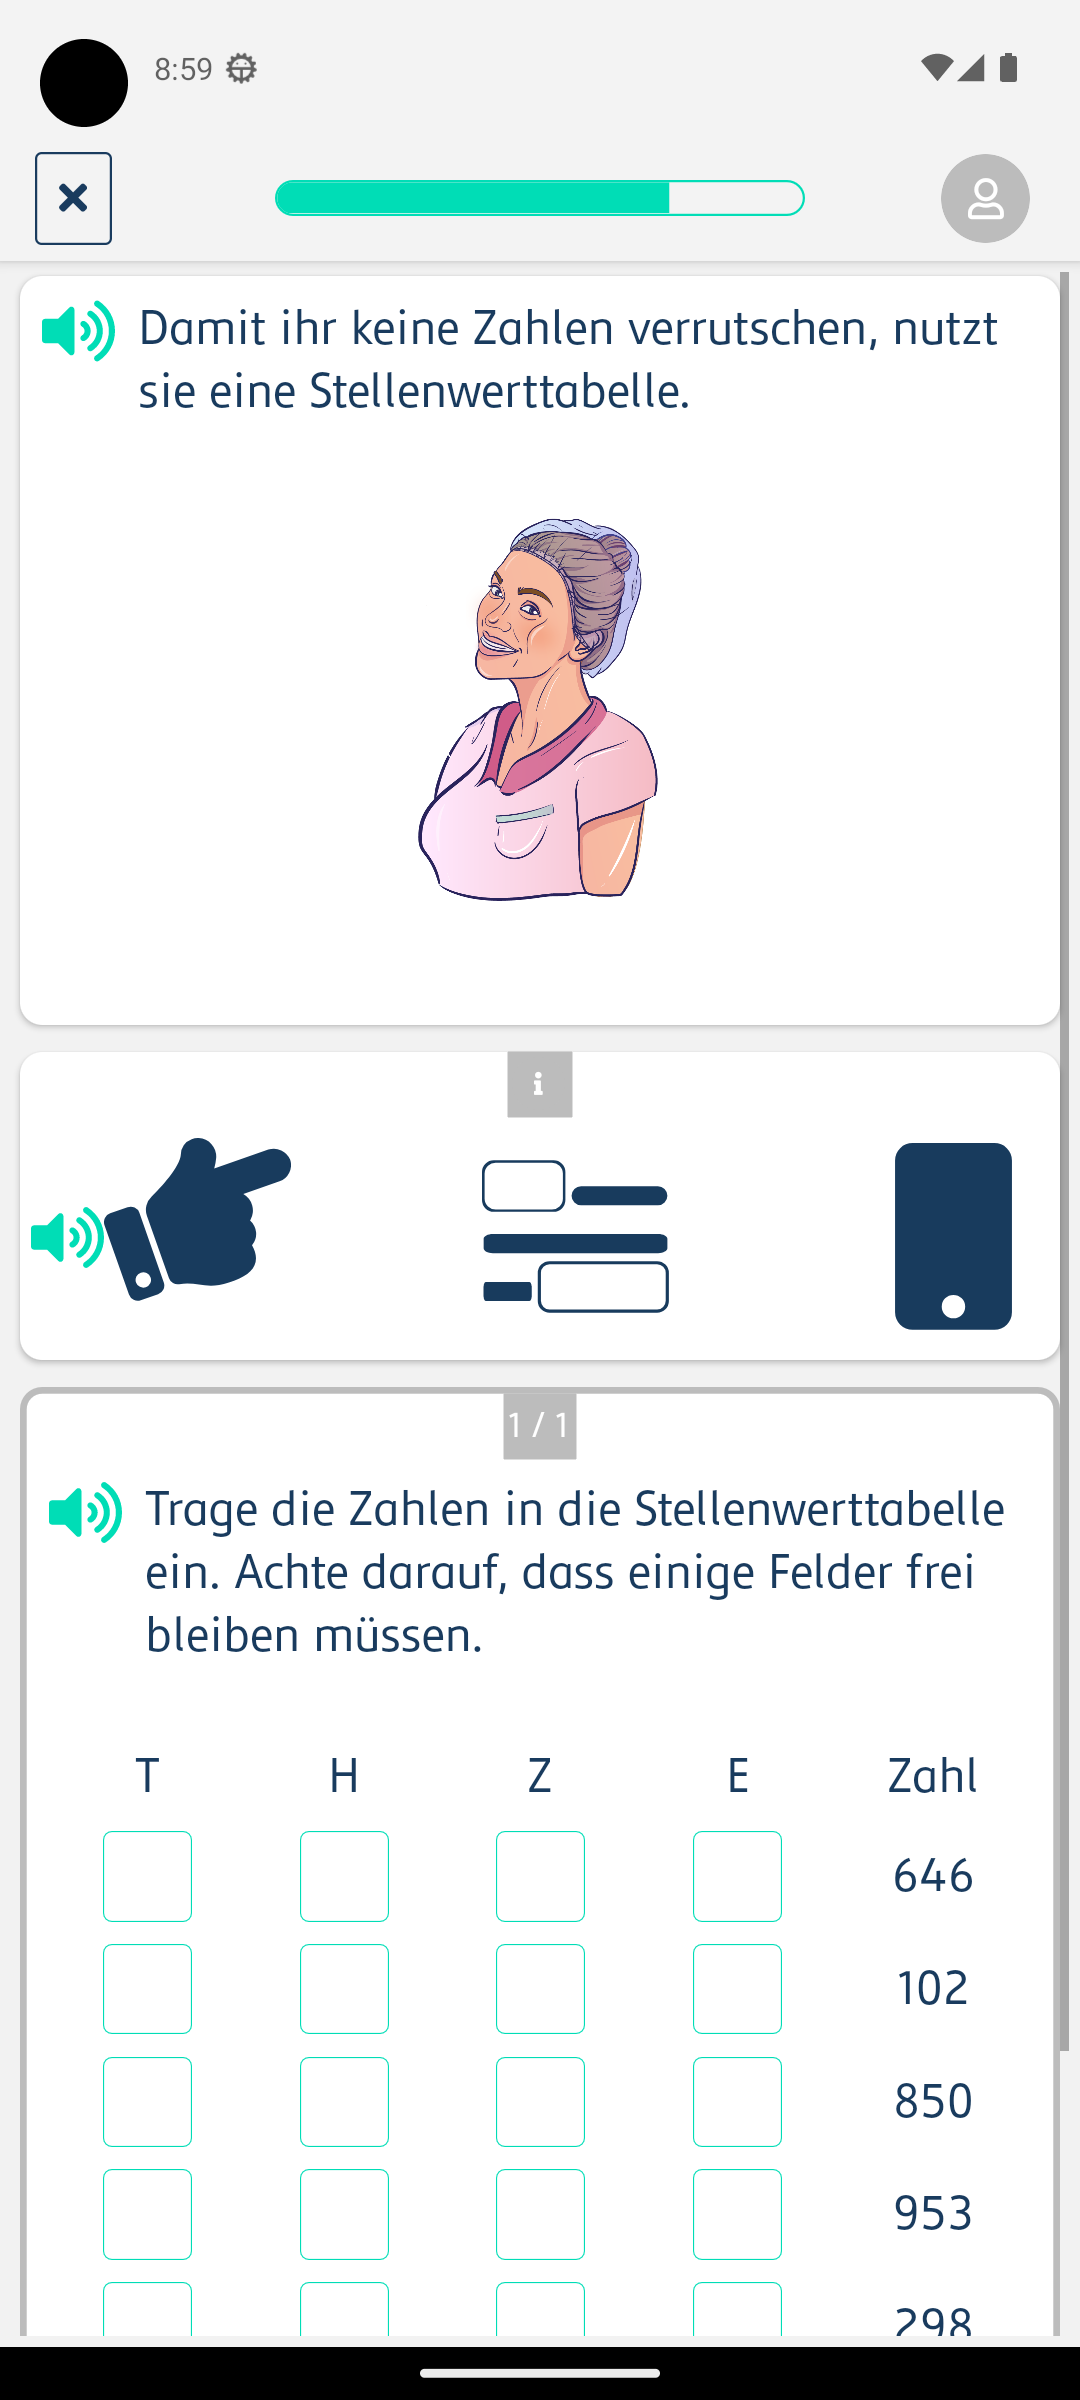 8:59
Damit ihr keine Zahlen verrutschen, nutzt
sie eine Stellenwerttabelle.
i
1 / 1
Trage die Zahlen in die Stellenwerttabelle
ein. Achte darauf, dass einige Felder frei
bleiben müssen.
T H Z E Zahl
646
102
850
953
298